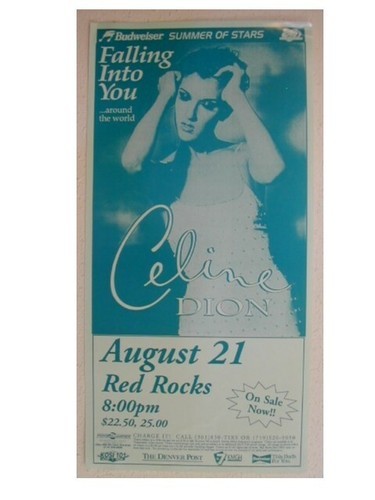 Budweiser SUMMER OF STARS
Falling
Into
You
...around
the world
Celine
DION
August 21
Red Rocks
8:00pm
$22.50, 25.00
On Sale
Now!!
THE DENVER POST